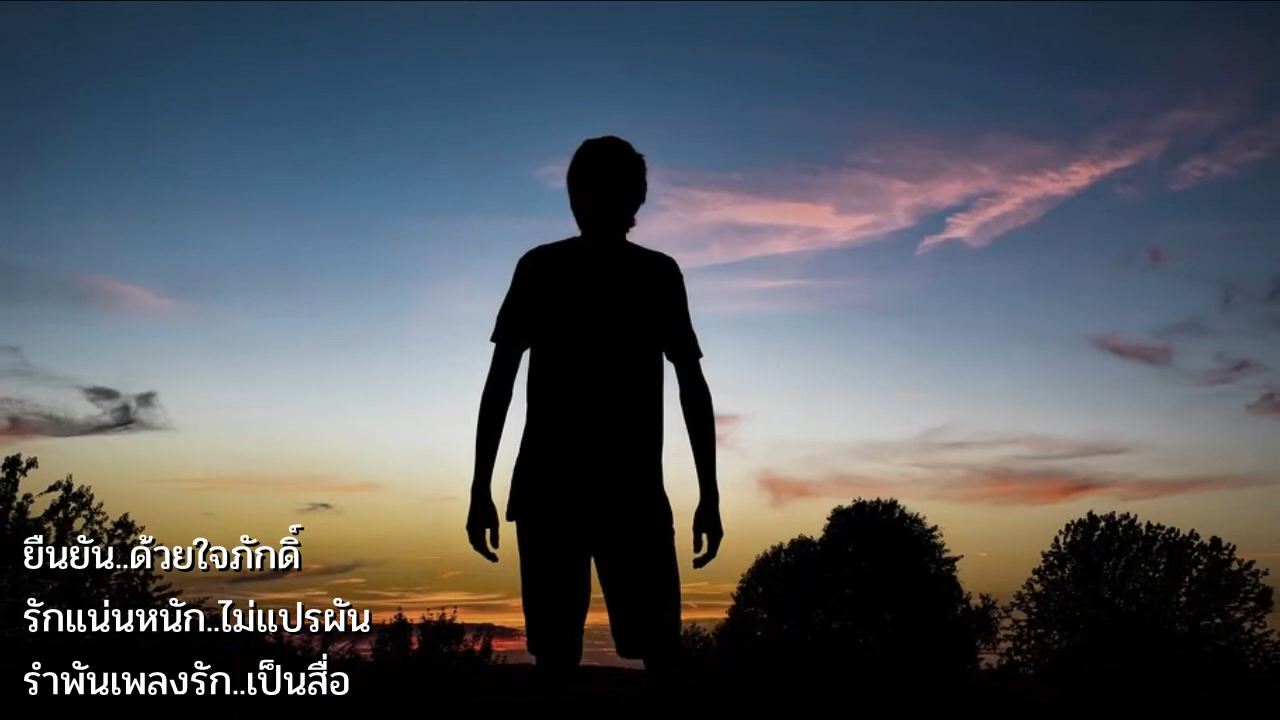 ยืนยัน..ด้วยใจภักดิ์
รักแน่นหนัก..ไม่แปรผัน
รำพันเพลงรัก..เป็นสื่อ